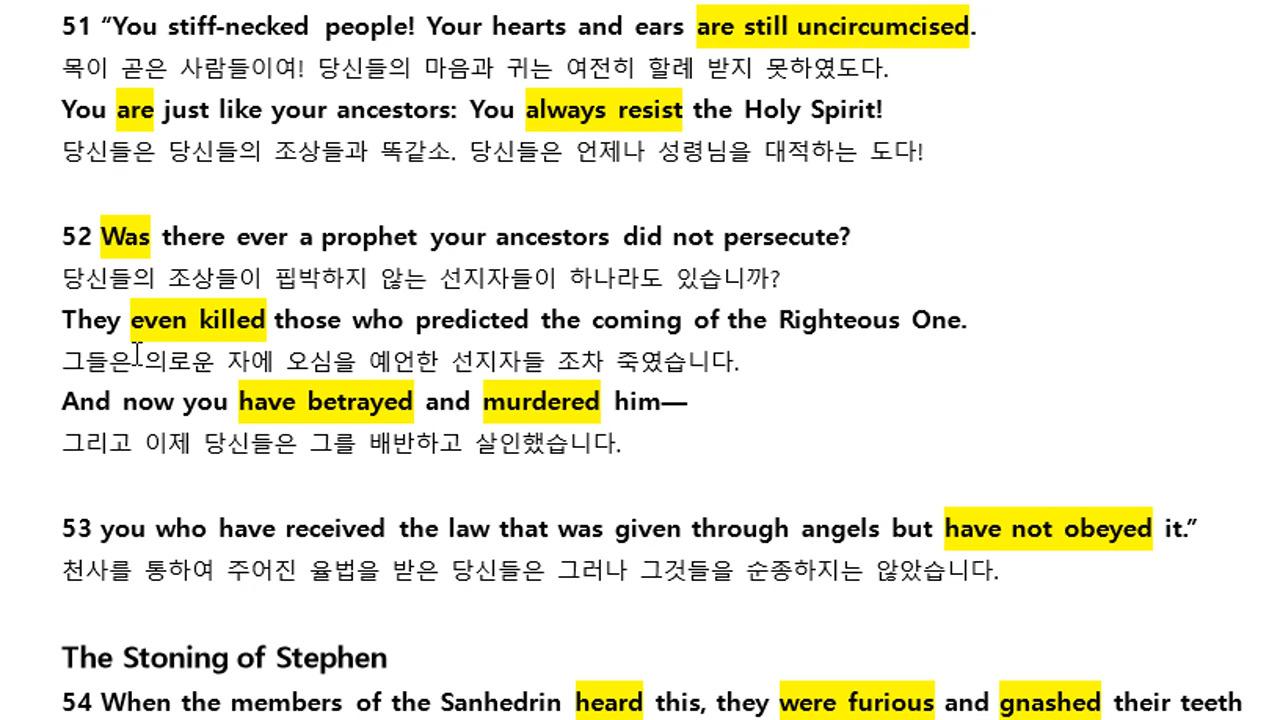 51 “You stiff-necked people! Your hearts and ears are still uncircumcised.
목이 곧은 사람들이여! 당신들의 마음과 귀는 여전히 할례 받지 못하였도다.
You are just like your ancestors: You always resist the Holy Spirit!
당신들은 당신들의 조상들과 똑같소. 당신들은 언제나 성령님을 대적하는 도다!
52 Was there ever a prophet your ancestors did not persecute?
당신들의 조상들이 핍박하지 않는 선지자들이 하나라도 있습니까?
They even killed those who predicted the coming of the Righteous One.
그들은 의로운 자에 오심을 예언한 선지자들 조차 죽였습니다.
And now you have betrayed and murdered him—
그리고 이제 당신들은 그를 배반하고 살인했습니다.
53 you who have received the law that was given through angels but have not obeyed it.”
천사를 통하여 주어진 율법을 받은 당신들은 그러나 그것들을 순종하지는 않았습니다.
The Stoning of Stephen
54 When the members of the Sanhedrin heard this, they were furious and gnashed their teeth